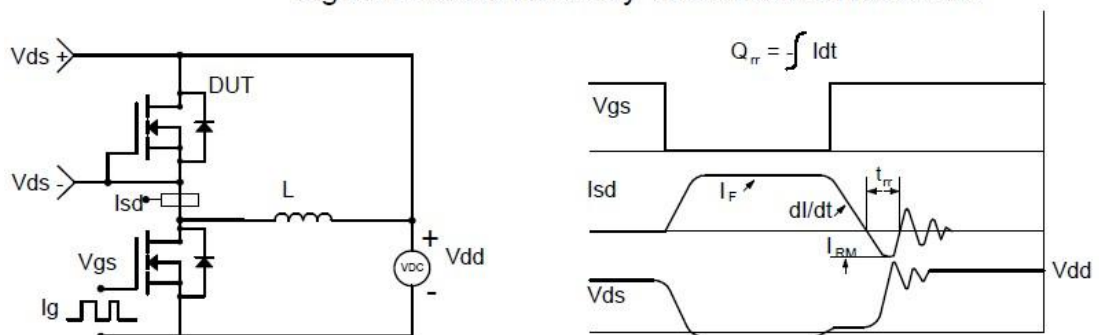 Vds +
DUT
Vds -
Isd
L
Vgs
Ig
+
VDC
-
Vdd
Qrr = -∫ Idt
Vgs
Isd
IF
dI/dt
trr
IRM
Vds
Vdd